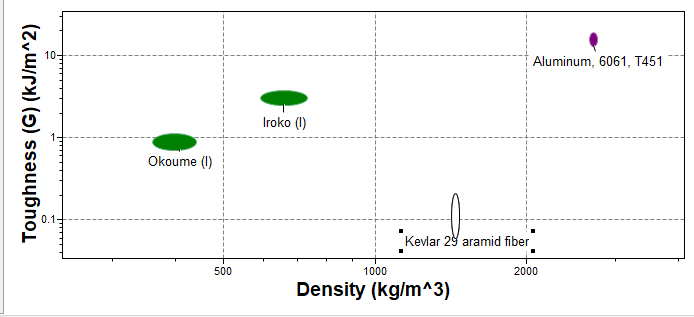 Toughness (G) (kJ/m^2)
10
1
0.1
Aluminum, 6061, T451
Iroko (l)
Okoume (l)
Kevlar 29 aramid fiber
500
1000
2000
Density (kg/m^3)